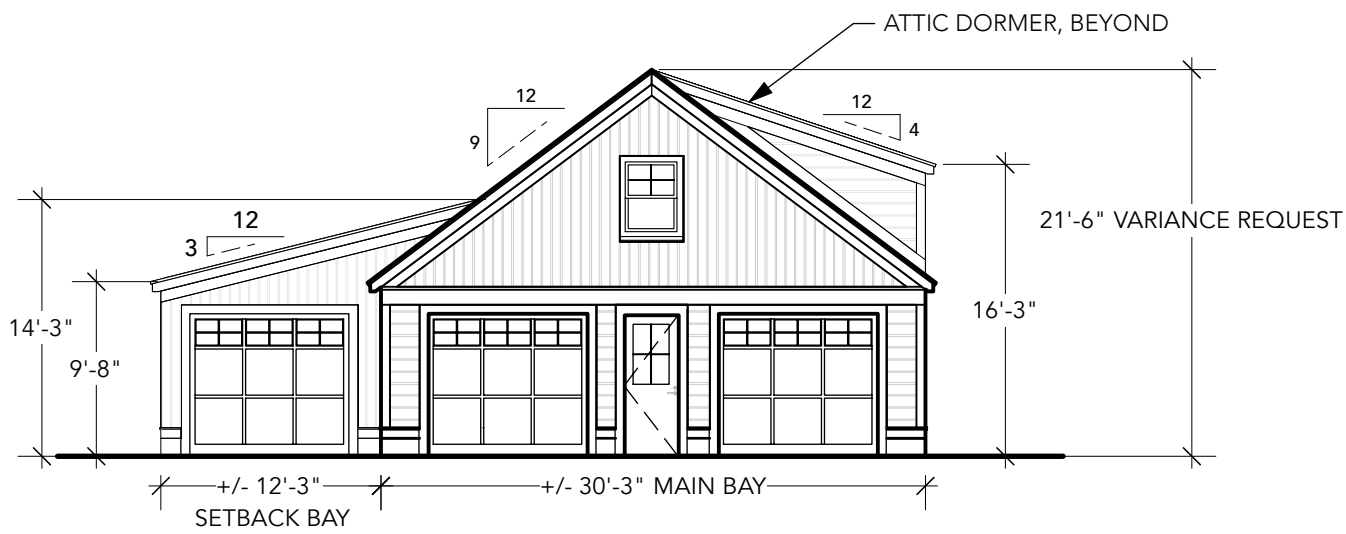 ATTIC DORMER, BEYOND
12
9
12
4
12
3
21'-6" VARIANCE REQUEST
14'-3"
9'-8"
16'-3"
+/- 12'-3"
+/- 30'-3" MAIN BAY
SETBACK BAY